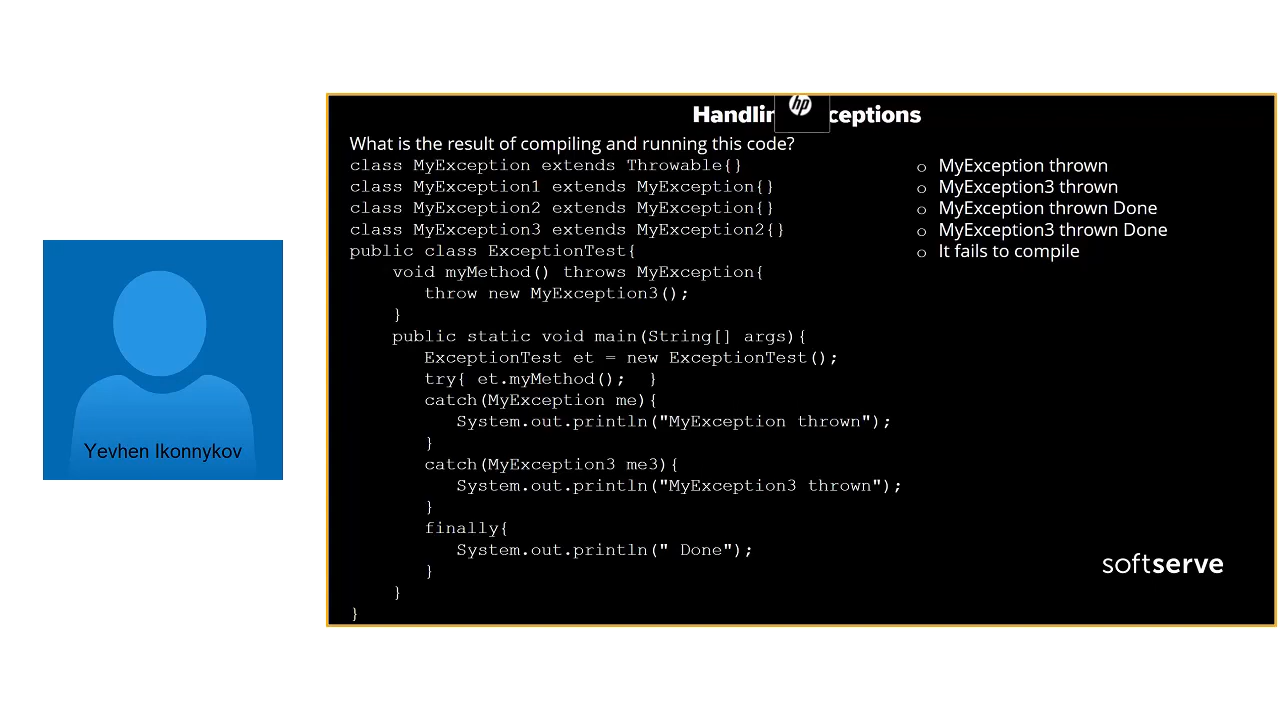 Handlin
hp
ceptions
What is the result of compiling and running this code?
class MyException extends Throwable{}
class MyException1 extends MyException{}
class MyException2 extends MyException{}
class MyException3 extends MyException2{}
public class ExceptionTest{
void myMethod() throws MyException{
throw new MyException3();
}
public static void main(String[] args){
ExceptionTest et = new ExceptionTest();
try{ et.myMethod();  }
catch(MyException me){
System.out.println("MyException thrown");
}
catch(MyException3 me3){
System.out.println("MyException3 thrown");
}
finally{
System.out.println(" Done");
}
}
}
o MyException thrown
o MyException3 thrown
o MyException thrown Done
o MyException3 thrown Done
o It fails to compile
Yevhen Ikonnykov
softserve